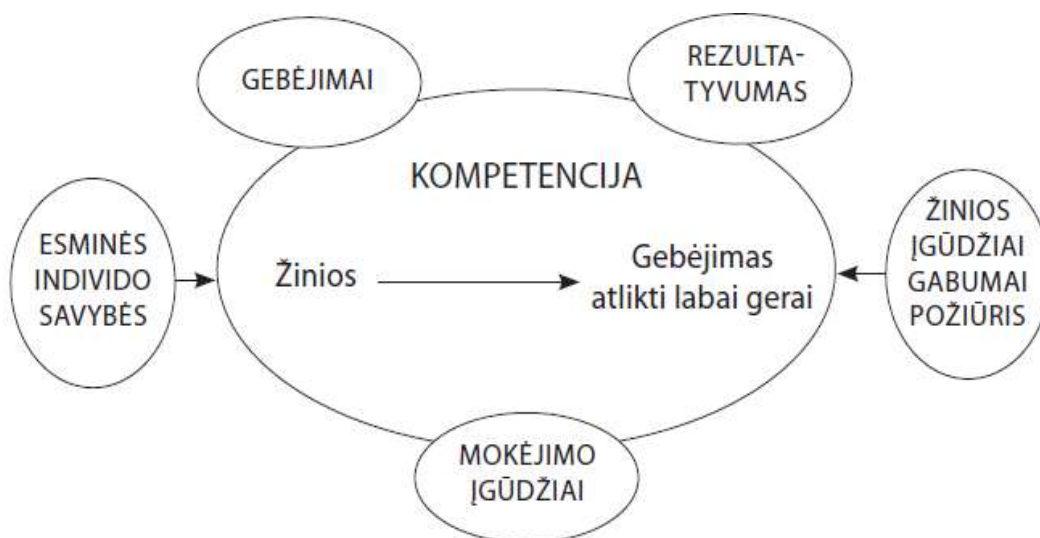 GEBĖJIMAI
REZULTA-
TYVUMAS
KOMPETENCIJA
ESMINĖS
INDIVIDO
SAVYBĖS
Žinios
Gebėjimas
atlikti labai gerai
ŽINIOS
ĮGŪDŽIAI
GABUMAI
POŽIŪRIS
MOKĖJIMO
ĮGŪDŽIAI